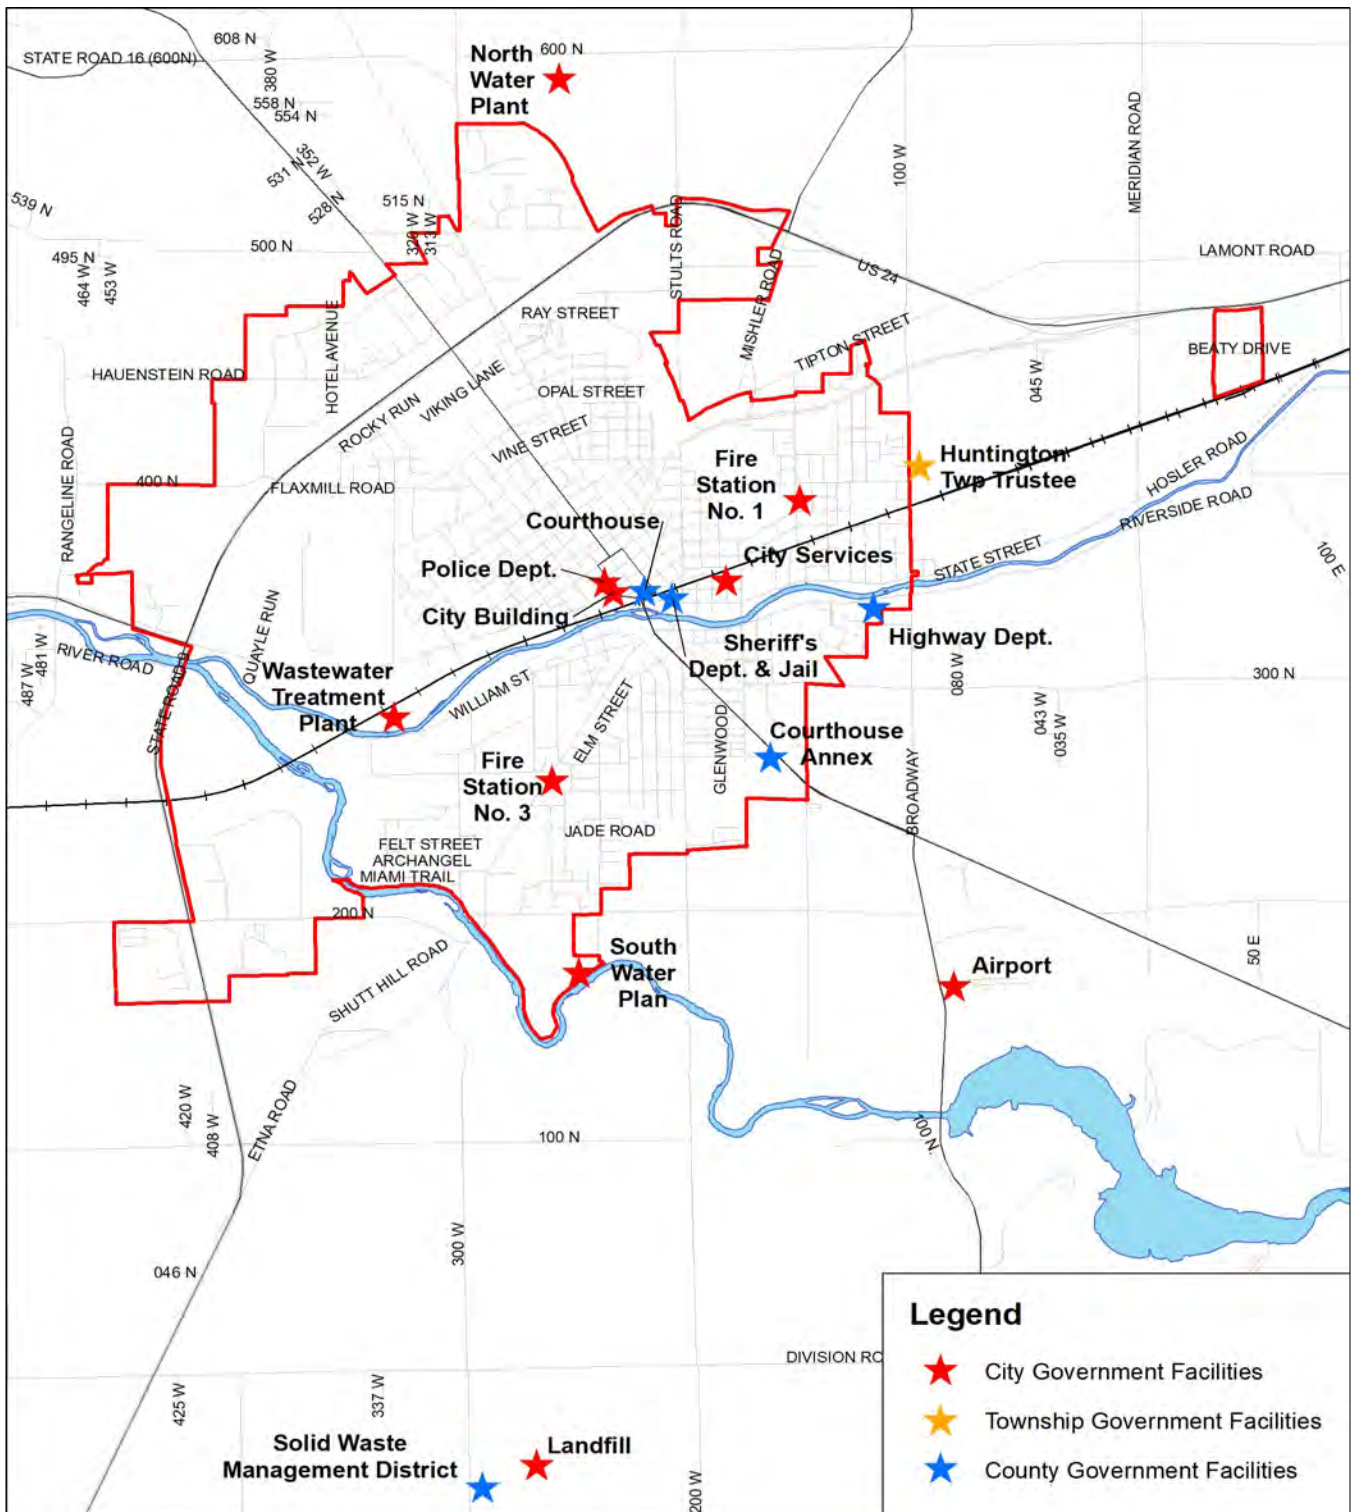 608 N
STATE ROAD 16 (600N)
380 W
North
Water
Plant
600 N
558 N
554 N
352 W
531 N
528 N
539 N
515 N
329 W
313 W
500 N
495 N
464 W
453 W
100 W
MERIDIAN ROAD
STULTS ROAD
MISHLER ROAD
US 24
LAMONT ROAD
HOTEL AVENUE
RAY STREET
TIPTON STREET
BEATY DRIVE
HAUENSTEIN ROAD
VIKING LANE
OPAL STREET
045 W
ROCKY RUN
VINE STREET
RANGELINE ROAD
400 N
FLAXMILL ROAD
Fire
Station
No. 1
Huntington
Twp Trustee
HOSLER ROAD
RIVERSIDE ROAD
100 E
Courthouse
STATE STREET
Police Dept.
City Services
City Building
QUAYLE RUN
Sheriff's
Dept. & Jail
Highway Dept.
RIVER ROAD
487 W
481 W
STATE ROAD 9
Wastewater
Treatment
Plant
WILLIAM ST
ELM STREET
GLENWOOD
080 W
043 W
035 W
300 N
Courthouse
Annex
Fire
Station
No. 3
BROADWAY
JADE ROAD
FELT STREET
ARCHANGEL
MIAMI TRAIL
200 N
SHUTT HILL ROAD
South
Water
Plan
Airport
50 E
420 W
408 W
ETNA ROAD
100 N
100 N.
300 W
046 N
DIVISION RO
425 W
337 W
Solid Waste
Management District
Landfill
200 W
Legend
City Government Facilities
Township Government Facilities
County Government Facilities